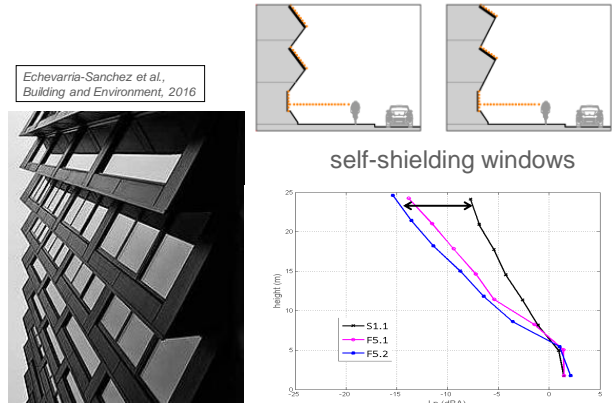 Echevarria-Sanchez et al.,
Building and Environment, 2016
self-shielding windows
25
20
15
10
5
0
height (m)
S1.1
F5.1
F5.2
-25
-20
-15
-10
-5
0
5
(dBA)